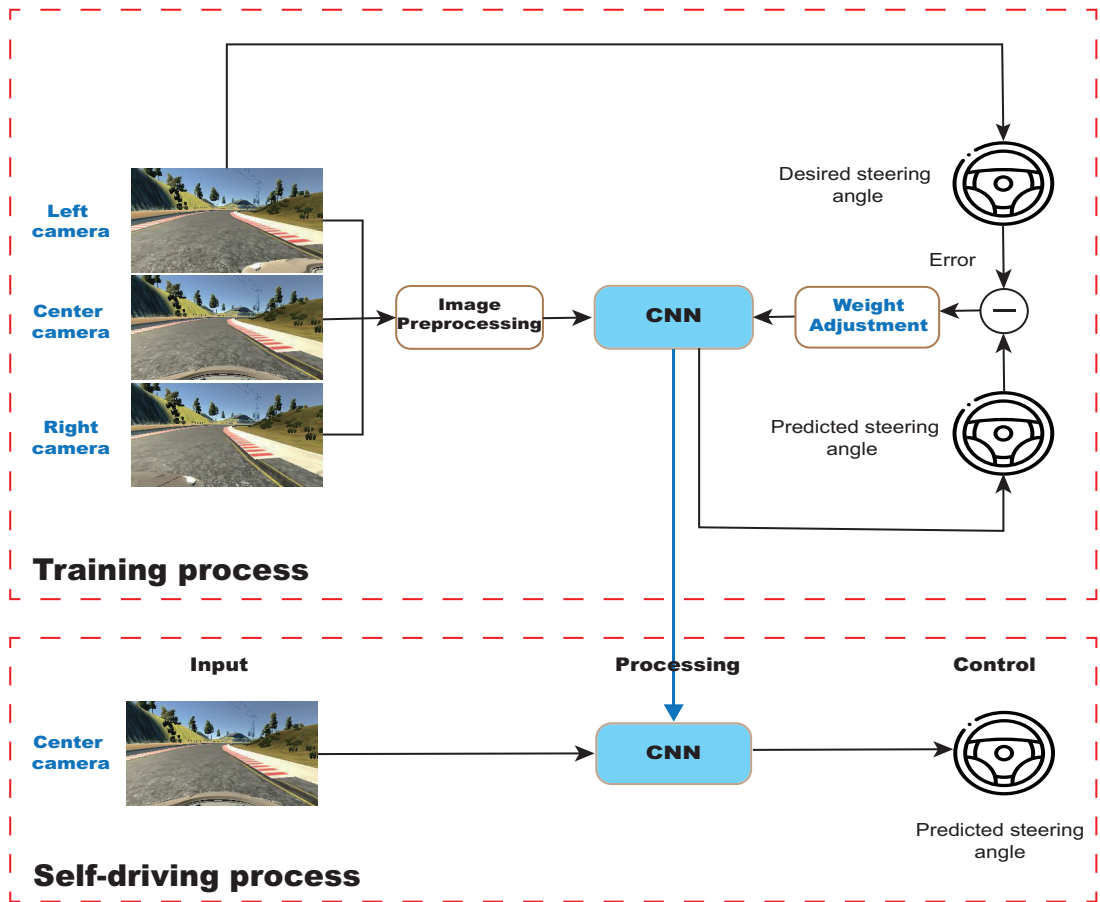 Desired steering
angle
Left
camera
Error
Center
camera
Image
Preprocessing
CNN
Weight
Adjustment
Right
camera
Predicted steering
angle
Training process
Input
Processing
Control
Center
camera
CNN
Predicted steering
angle
Self-driving process